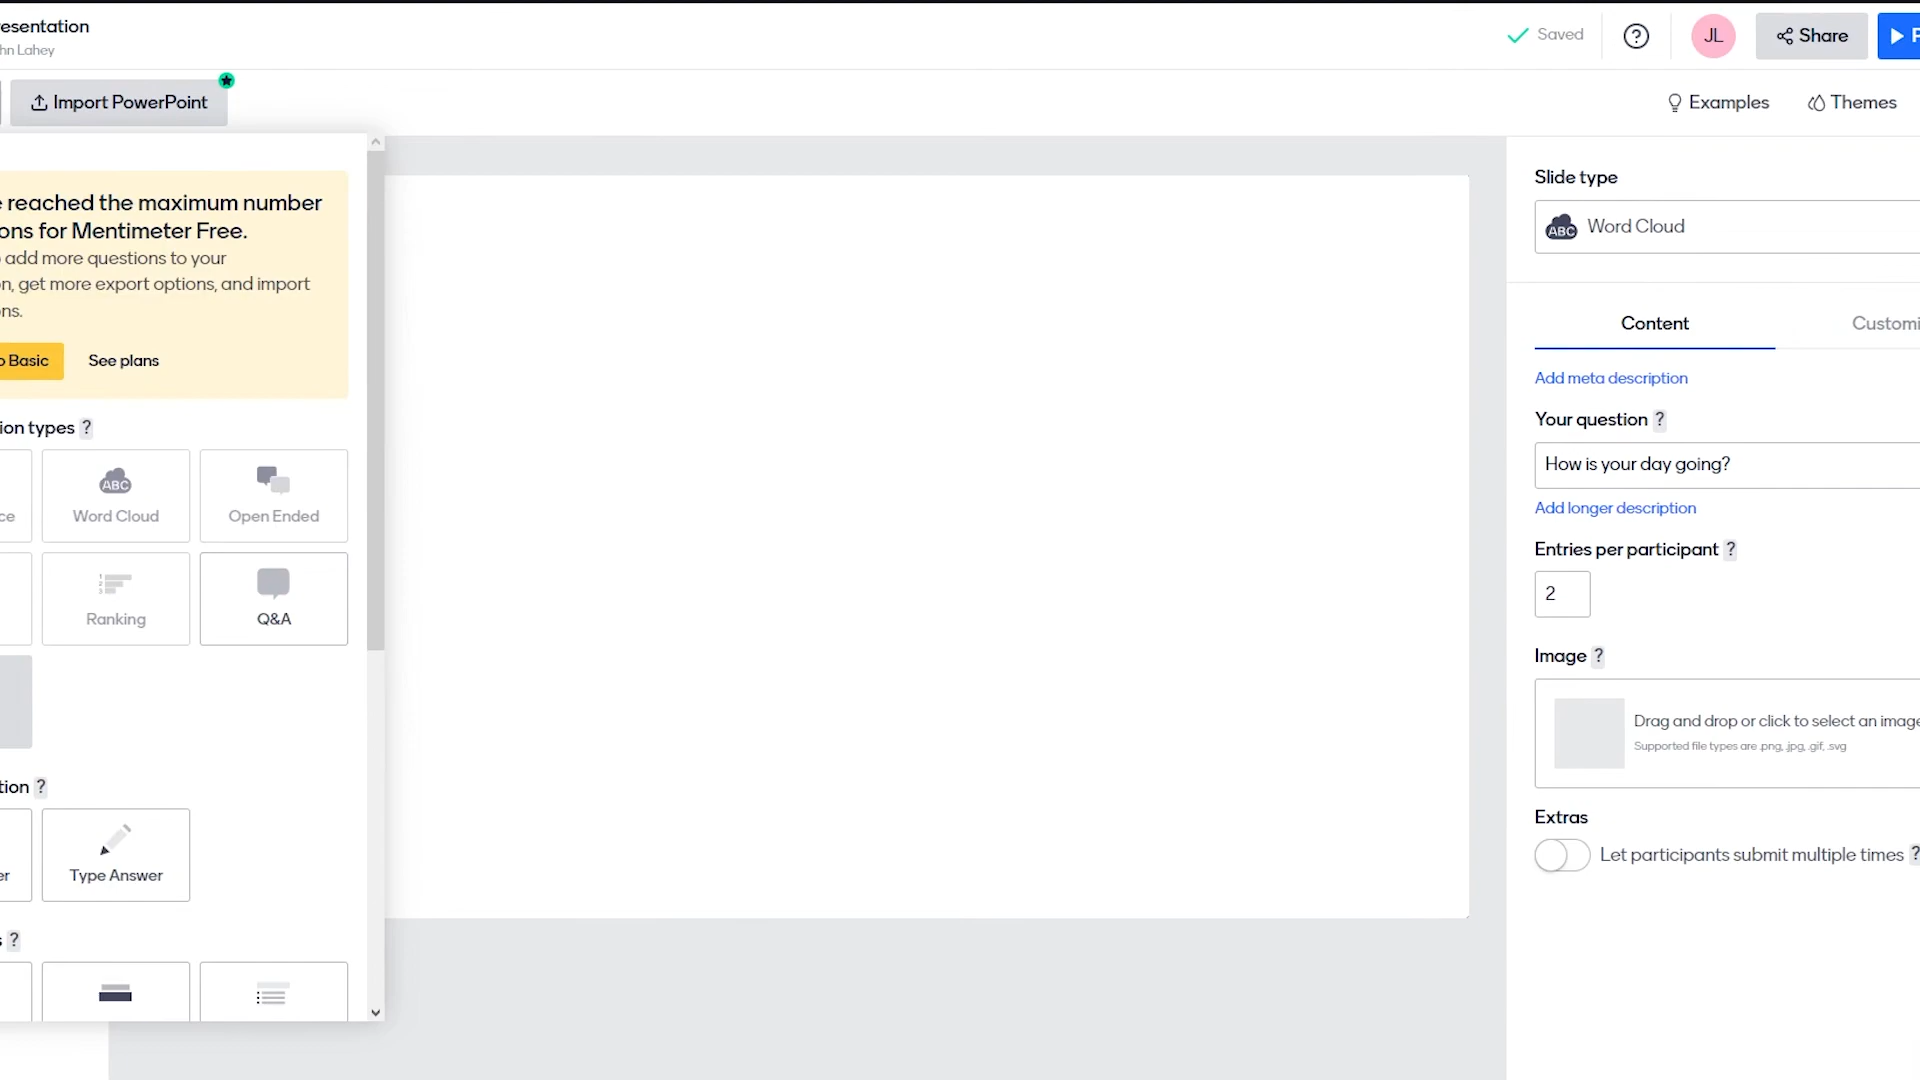 esentation
hn Lahey
Saved
?
JL
Share
Import PowerPoint
Examples
Themes
reached the maximum number
ons for Mentimeter Free.
add more questions to your
n, get more export options, and import
ns.
o Basic
See plans
ion types ?
ce
ABC
Word Cloud
Open Ended
1
2
3
Ranking
Q&A
tion ?
er
Type Answer
s ?
Slide type
ABC
Word Cloud
Content
Customi
Add meta description
Your question ?
How is your day going?
Add longer description
Entries per participant ?
2
Image ?
Drag and drop or click to select an image
Supported file types are .png, .jpg, .gif, .svg
Extras
Let participants submit multiple times ?